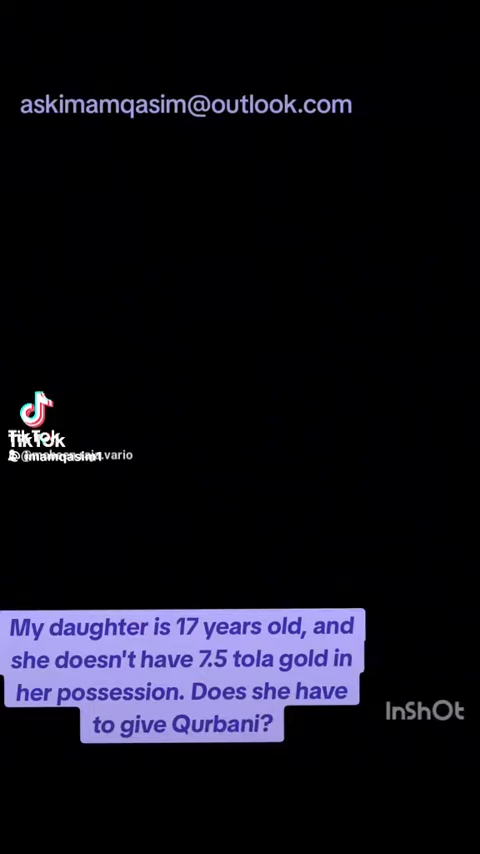 askimamqasim@outlook.com
TikTok
@imamqasim1
My daughter is 17 years old, and
she doesn't have 7.5 tola gold in
her possession. Does she have
to give Qurbani?
InShOt